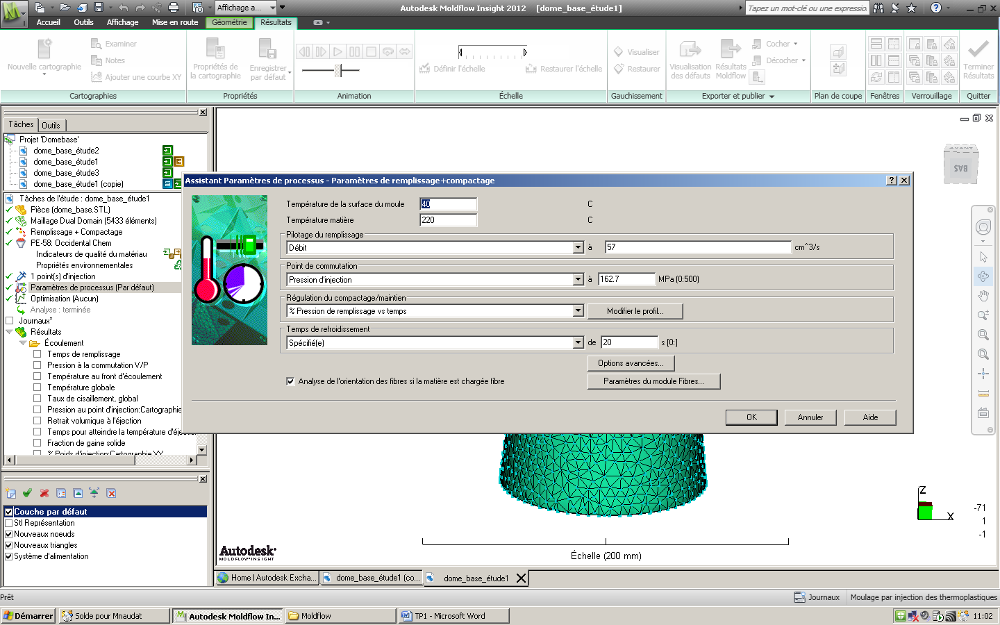 Affichage a...
Autodesk Moldflow Insight 2012 [dome_base_étude1]
Tapez un mot-clé ou une expressio
Accueil
Outils
Affichage
Mise en route
Géométrie
Résultats
Nouvelle cartographie
Examiner
Notes
Ajouter une courbe XY
Cartographies
Propriétés de
la cartographie
Enregistrer
par défaut
Propriétés
Animation
Définir l'échelle
Restaurer l'échelle
Échelle
Visualiser
Restaurer
Gauchissement
Visualisation
des défauts
Résultats
Moldflow
Cocher
Décocher
Exporter et publier
Plan de coupe
Fenêtres
Verrouillage
Terminer
Résultats
Quitter
Tâches
Outils
Projet 'Domebase'
dome_base_étude2
dome_base_étude1
dome_base_étude3
dome_base_étude1 (copie)
Tâches de l'étude : dome_base_étude1
Pièce (dome_base.STL)
Maillage Dual Domain (5433 éléments)
Remplissage + Compactage
PE-58: Occidental Chem
Indicateurs de qualité du matériau
Propriétés environnementales
1 point(s) d'injection
Paramètres de processus (Par défaut)
Optimisation (Aucun)
Analyse : terminée
Journaux*
Résultats
Écoulement
Temps de remplissage
Pression à la commutation V/P
Température au front d'écoulement
Température globale
Taux de cisaillement, global
Pression au point d'injection:Cartographie
Retrait volumique à l'éjection
Temps pour atteindre la température d'éjec
Fraction de gaine solide
% Poids d'injection:Cartographie XY
Couche par défaut
Stl Représentation
Nouveaux noeuds
Nouveaux triangles
Système d'alimentation
Assistant Paramètres de processus - Paramètres de remplissage+compactage
Température de la surface du moule 40 C
Température matière 220 C
Pilotage du remplissage
Débit à 57 cm^3/s
Point de commutation
Pression d'injection à 162.7 MPa (0:500)
Régulation du compactage/maintien
% Pression de remplissage vs temps Modifier le profil...
Temps de refroidissement
Spécifié(e) de 20 s [0:]
Options avancées...
Analyse de l'orientation des fibres si la matière est chargée fibre
Paramètres du module Fibres...
OK Annuler Aide
AVANT
BAS
Z
X
-71
1
-1
Autodesk
MOLDFLOW INSIGHT
Échelle (200 mm)
Home | Autodesk Excha...
dome_base_étude1 (co...
dome_base_étude1
Prêt
Journaux
Moulage par injection des thermoplastiques
Démarrer
Solde pour Mnaudat
Autodesk Moldflow In...
Moldflow
TP1 - Microsoft Word
11:02